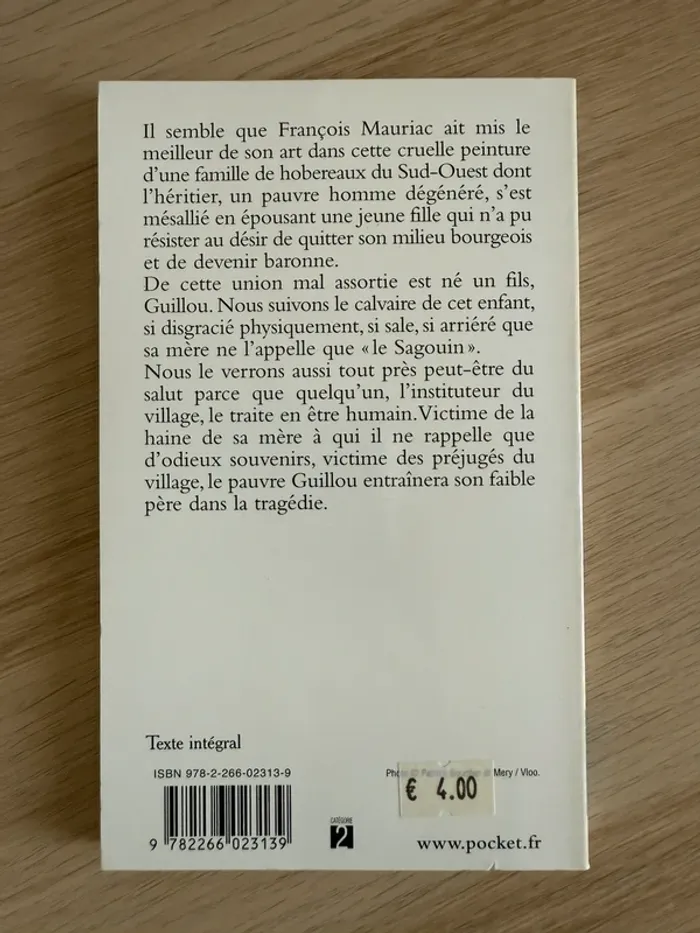 Il semble que François Mauriac ait mis le
meilleur de son art dans cette cruelle peinture
d'une famille de hobereaux du Sud-Ouest dont
l'héritier, un pauvre homme dégénéré, s'est
mésallié en épousant une jeune fille qui n'a pu
résister au désir de quitter son milieu bourgeois
et de devenir baronne.
De cette union mal assortie est né un fils,
Guillou. Nous suivons le calvaire de cet enfant,
si disgracié physiquement, si sale, si arriéré que
sa mère ne l'appelle que « le Sagouin ».
Nous le verrons aussi tout près peut-être du
salut parce que quelqu'un, l'instituteur du
village, le traite en être humain. Victime de la
haine de sa mère à qui il ne rappelle que
d'odieux souvenirs, victime des préjugés du
village, le pauvre Guillou entraînera son faible
père dans la tragédie.
Texte intégral
ISBN 978-2-266-02313-9
Mery / Vloo.
€ 4.00
9 782266 023139
CATÉGORIE
2
www.pocket.fr